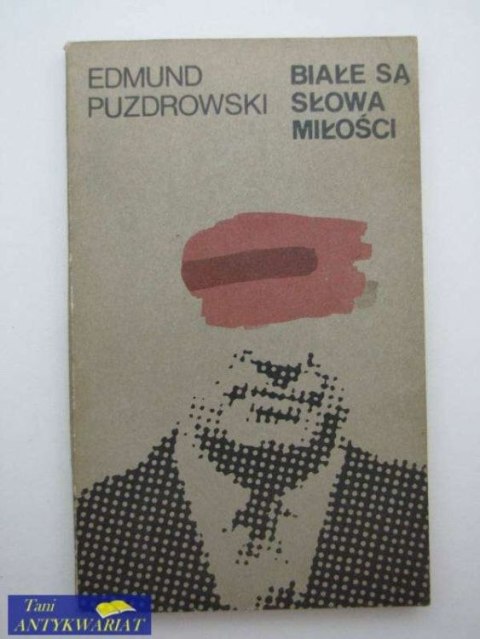 EDMUND
PUZDROWSKI
BIAŁE SĄ
SŁOWA
MIŁOŚCI
Tani
ANTYKWARIAT